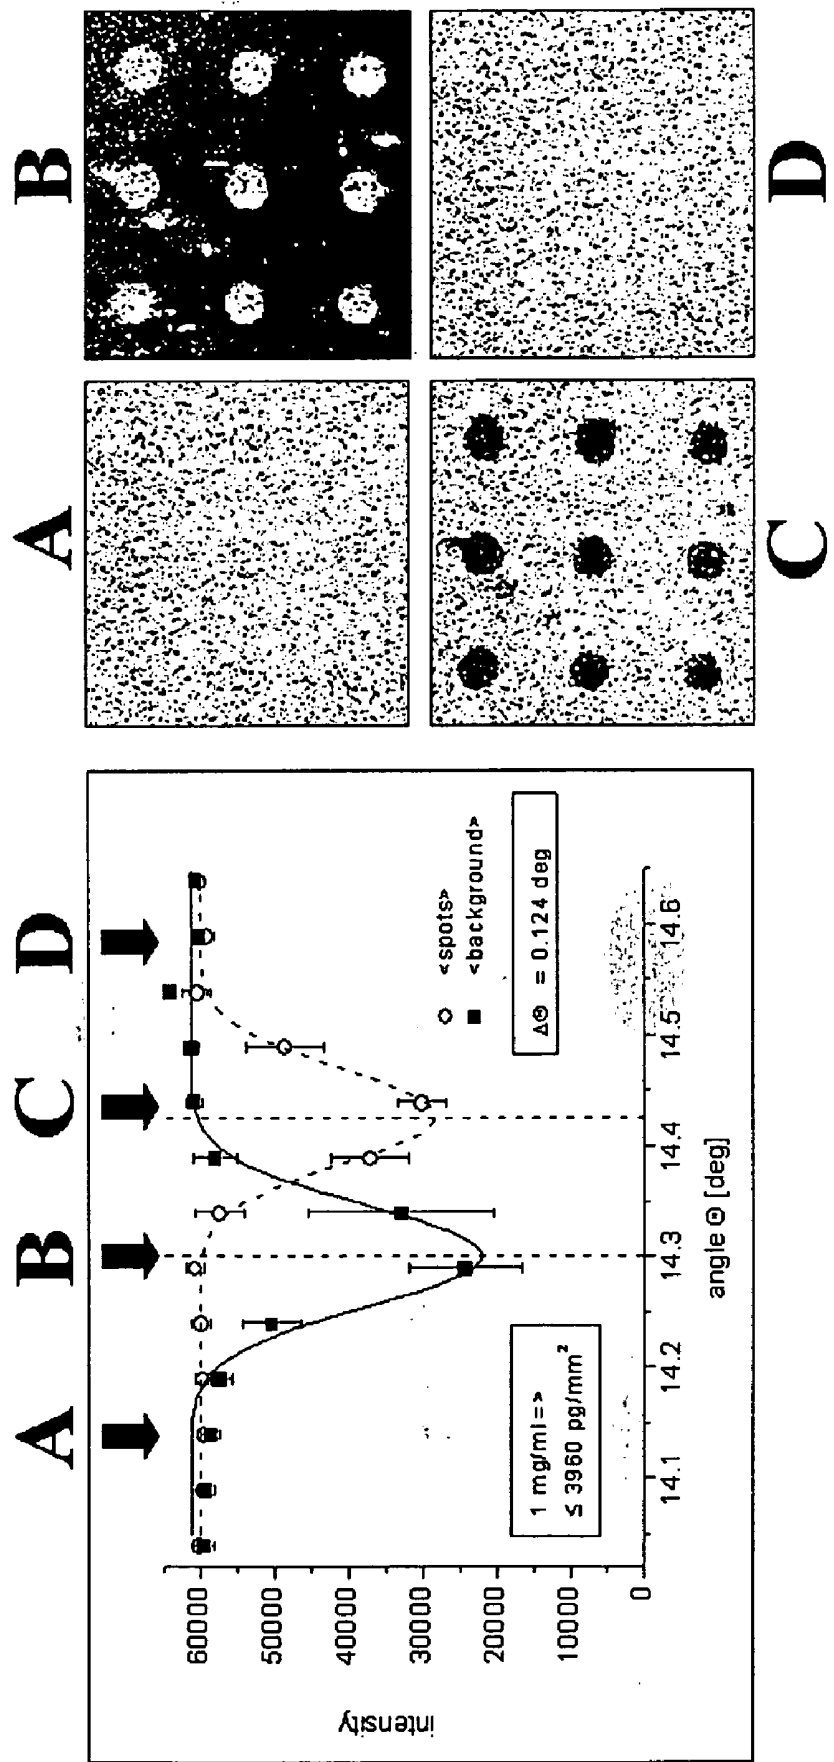 A
B
C
D
intensity
60000
50000
40000
30000
20000
10000
0
14.1
14.2
14.3
14.4
14.5
14.6
angle Θ [deg]
1 mg/ml=>
≤ 3960 pg/mm²
<spots>
<background>
ΔΘ = 0.124 deg
A
B
C
D